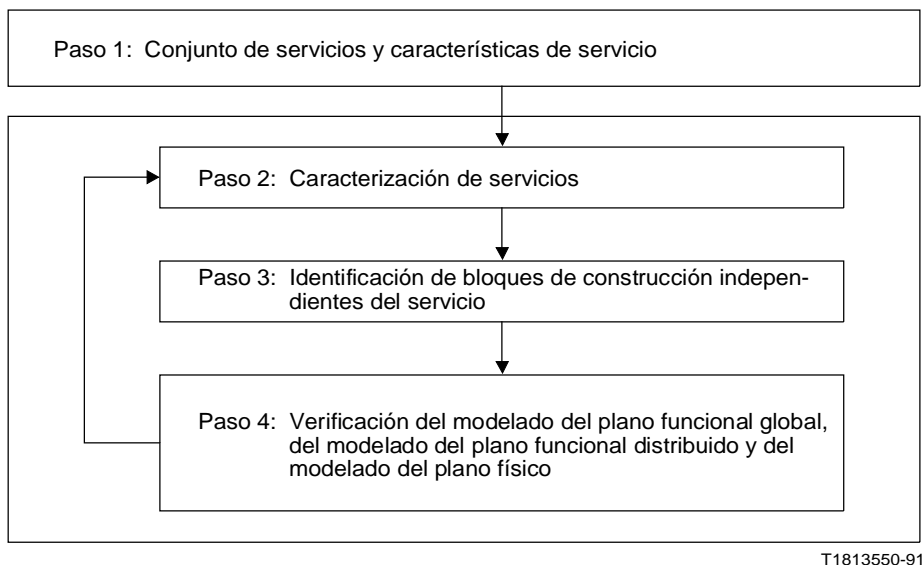 Paso 1: Conjunto de servicios y características de servicio
Paso 2: Caracterización de servicios
Paso 3: Identificación de bloques de construcción indepen-
dientes del servicio
Paso 4: Verificación del modelado del plano funcional global,
del modelado del plano funcional distribuido y del
modelado del plano físico
T1813550-91